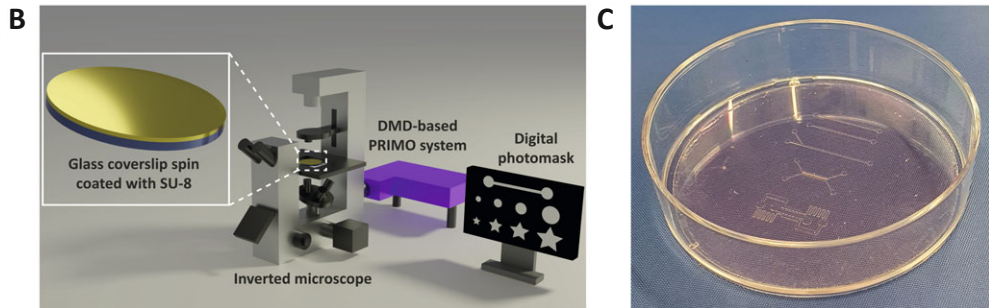 B
C
DMD-based
PRIMO system
Digital
photomask
Glass coverslip spin
coated with SU-8
Inverted microscope